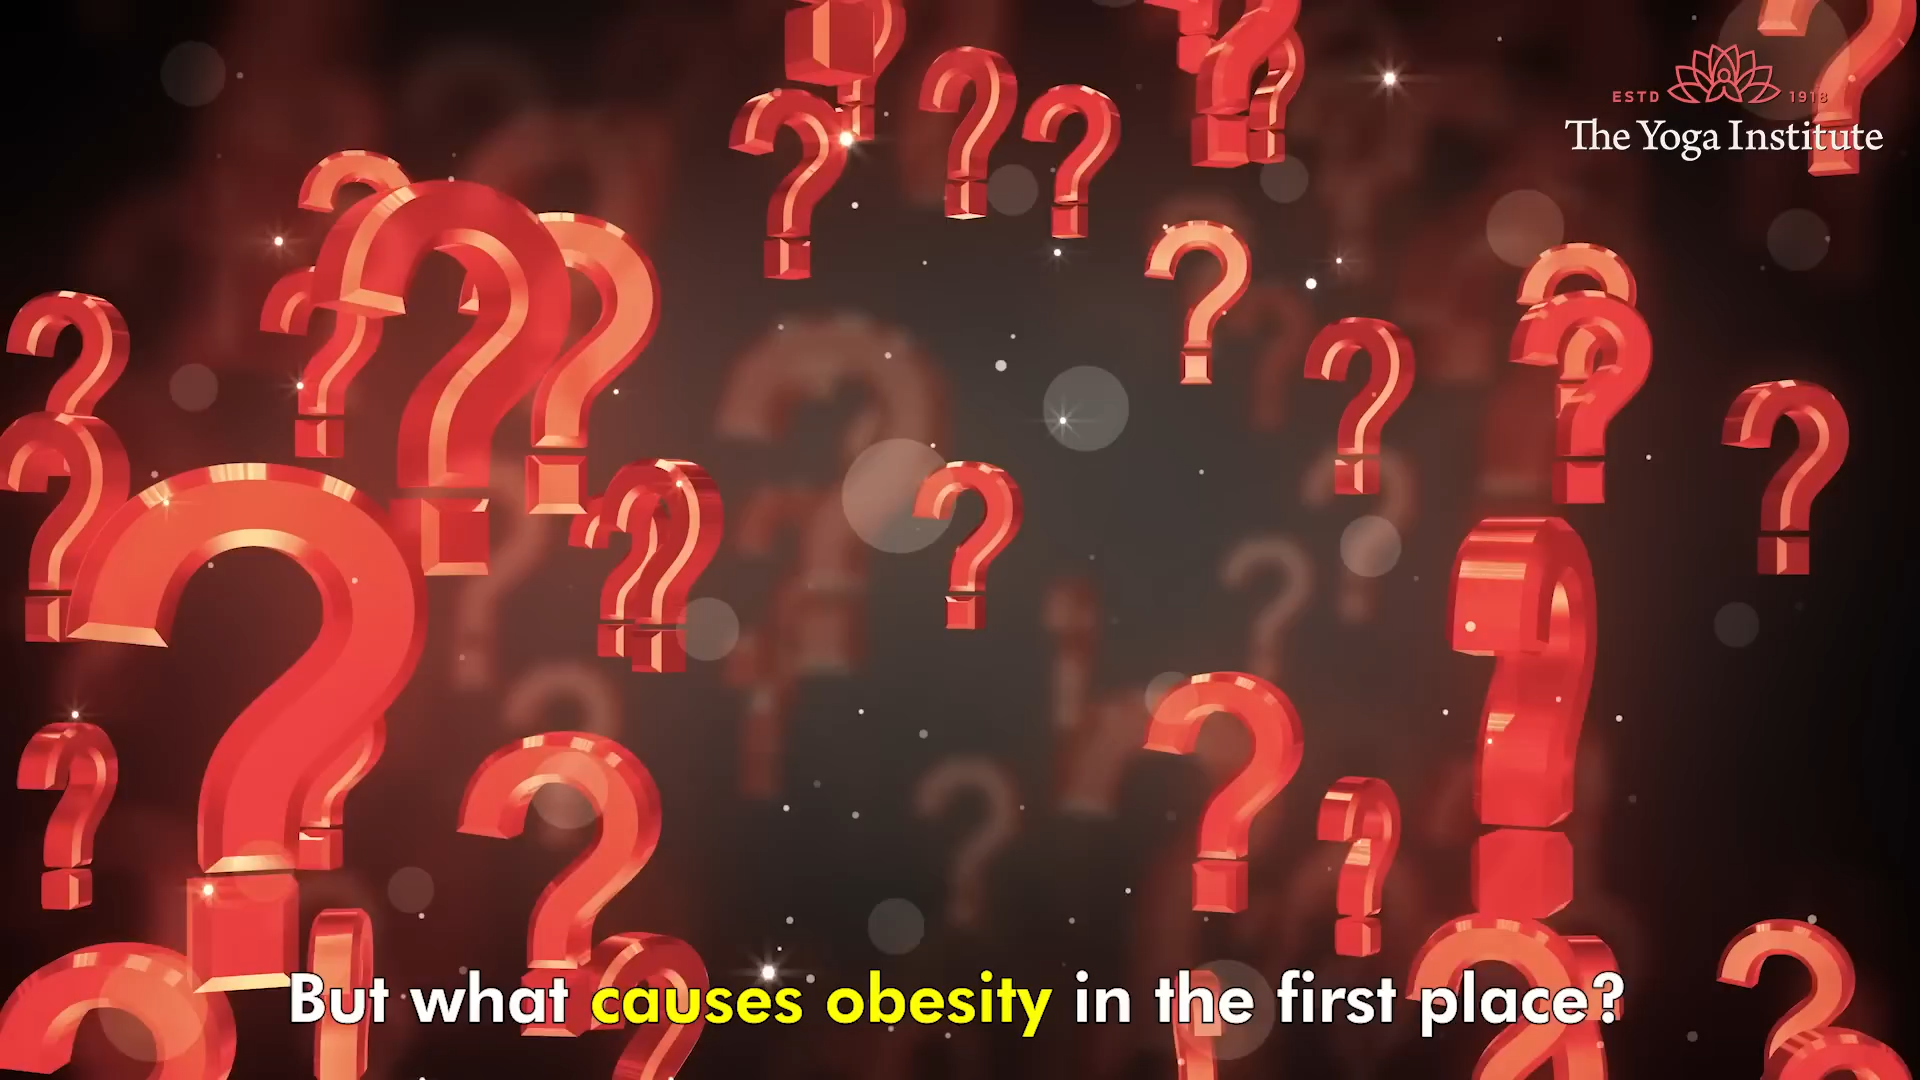 ESTD 1918
The Yoga Institute
But what causes obesity in the first place?